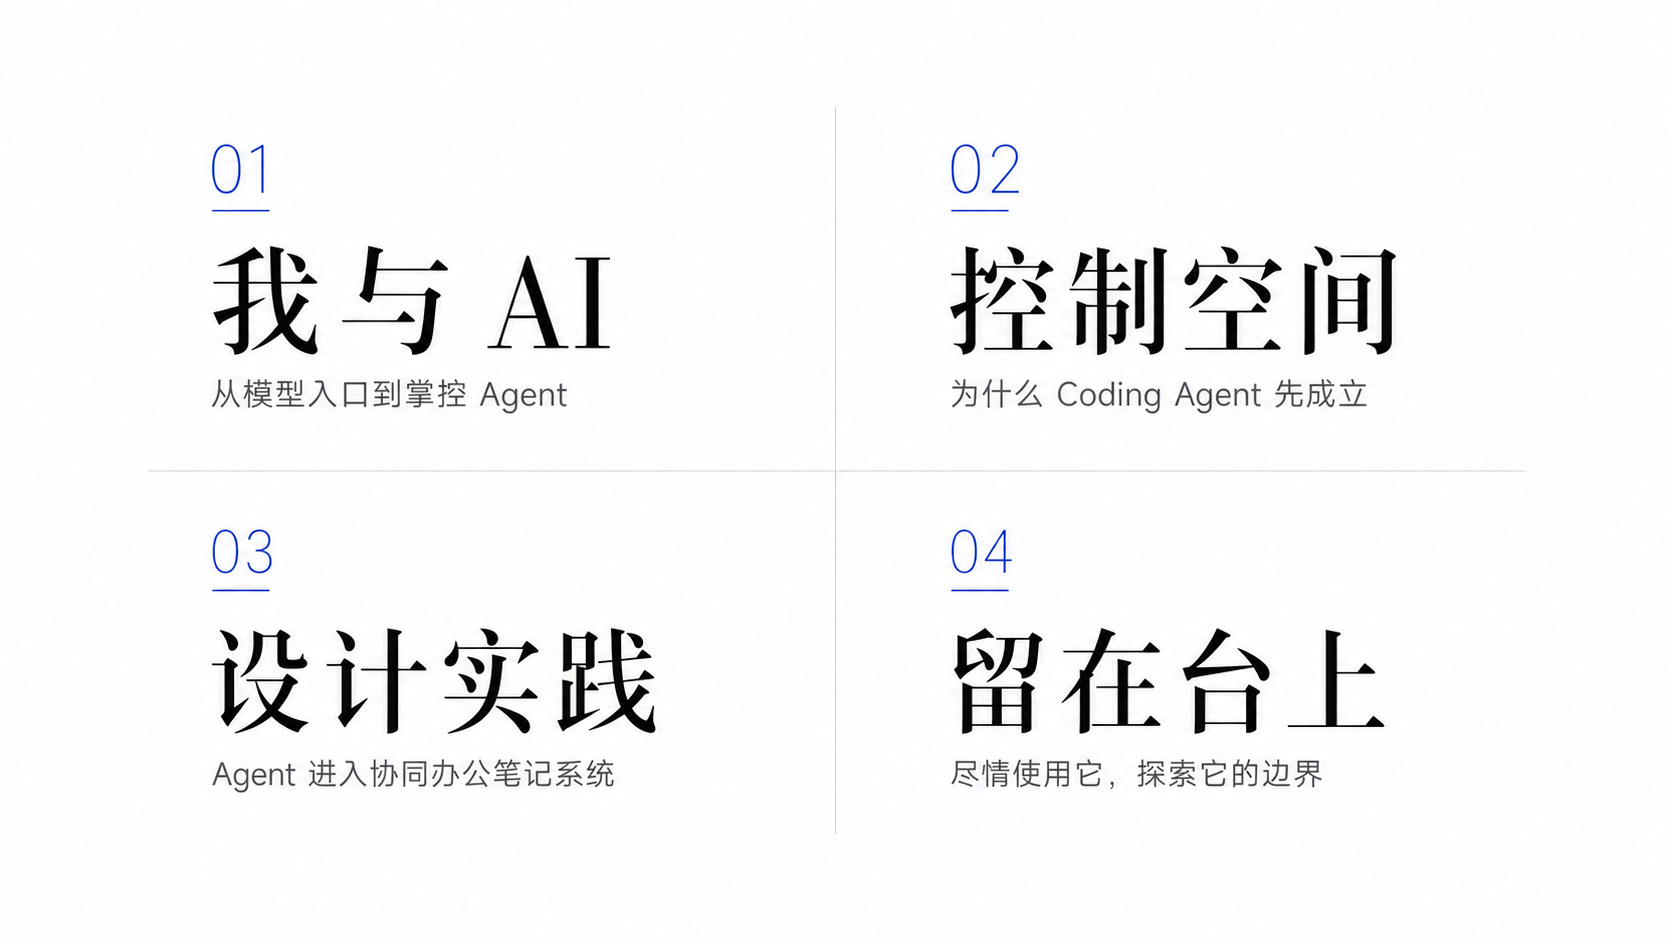 01
我与 AI
从模型入口到掌控 Agent
02
控制空间
为什么 Coding Agent 先成立
03
设计实践
Agent 进入协同办公笔记系统
04
留在台上
尽情使用它，探索它的边界